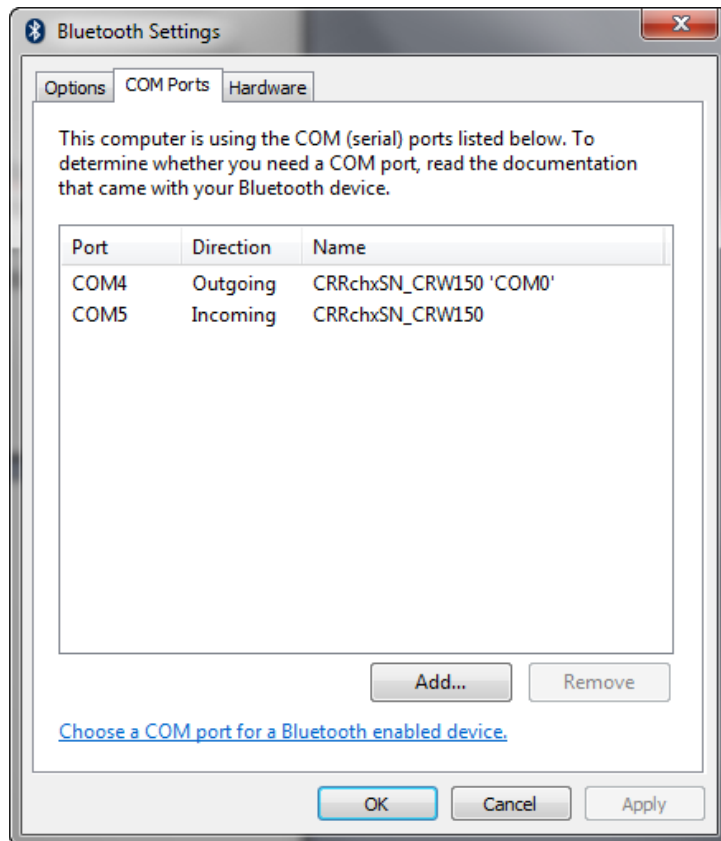 Bluetooth Settings
Options COM Ports Hardware
This computer is using the COM (serial) ports listed below. To
determine whether you need a COM port, read the documentation
that came with your Bluetooth device.
Port Direction Name
COM4 Outgoing CRRchxSN_CRW150 'COM0'
COM5 Incoming CRRchxSN_CRW150
Add... Remove
Choose a COM port for a Bluetooth enabled device.
OK Cancel Apply